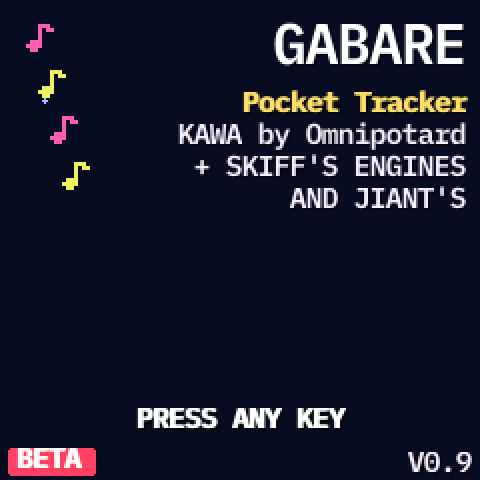 GABARE
Pocket Tracker
KAWA by Omnipotard
+ SKIFF'S ENGINES
AND JIANT'S
PRESS ANY KEY
BETA
V0.9